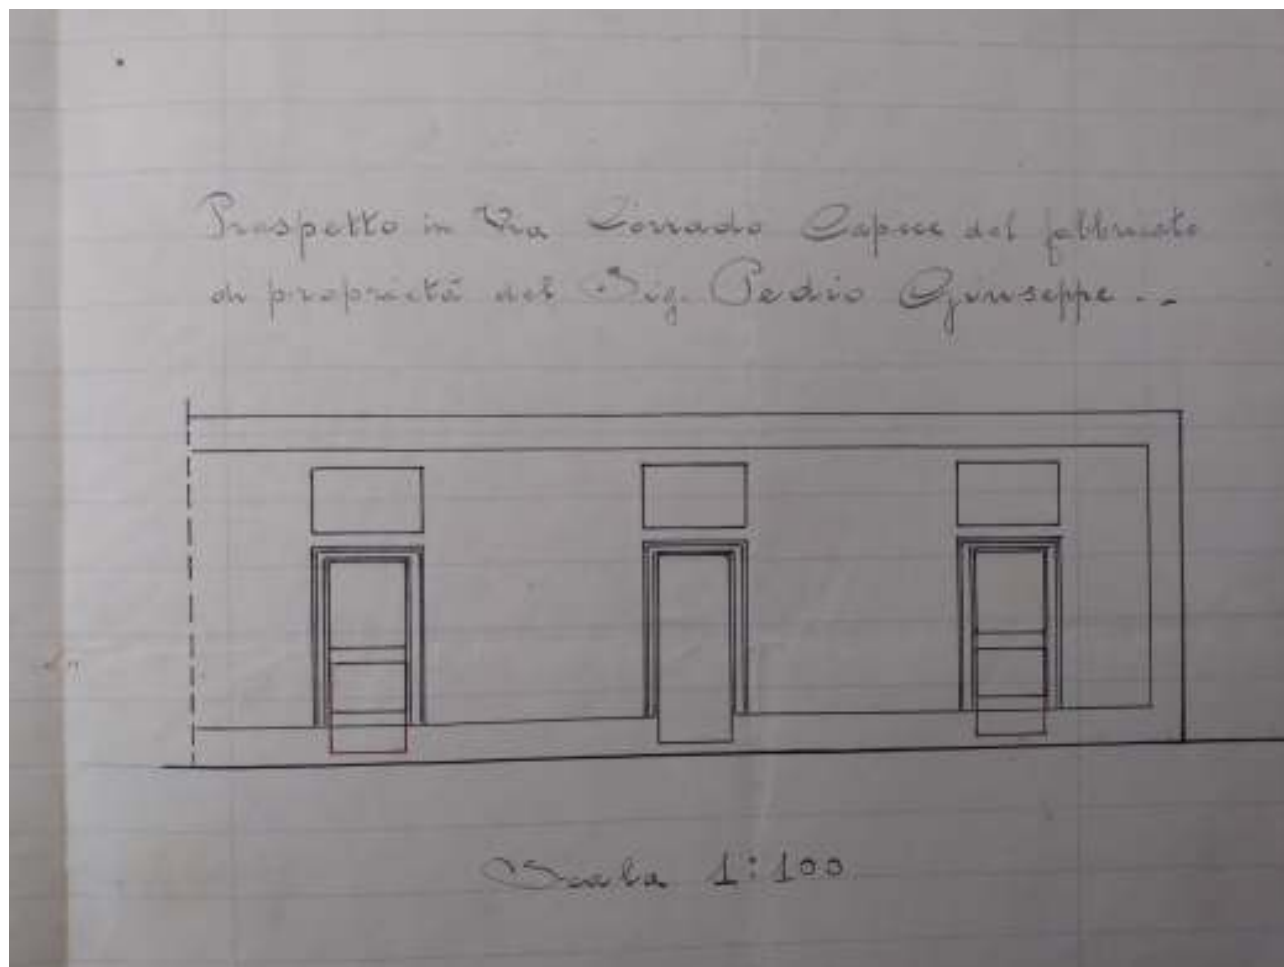 Prospetto in Via Corrado Capece del fabbricato
di proprietà del Sig. Pedio Giuseppe.-
Scala 1:100